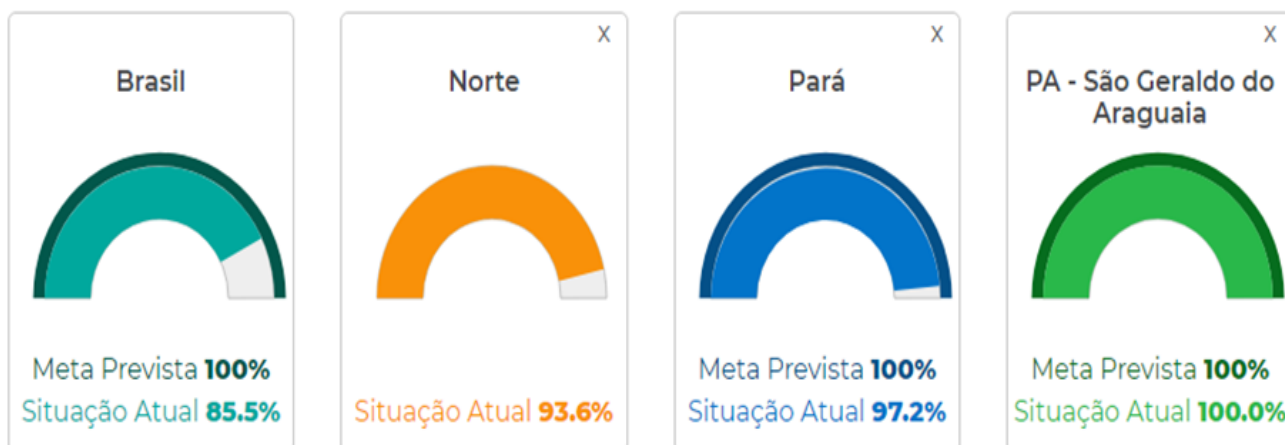 X
X
X
Brasil
Norte
Pará
PA - São Geraldo do
Araguaia
Meta Prevista 100%
Situação Atual 85.5%
Situação Atual 93.6%
Meta Prevista 100%
Situação Atual 97.2%
Meta Prevista 100%
Situação Atual 100.0%